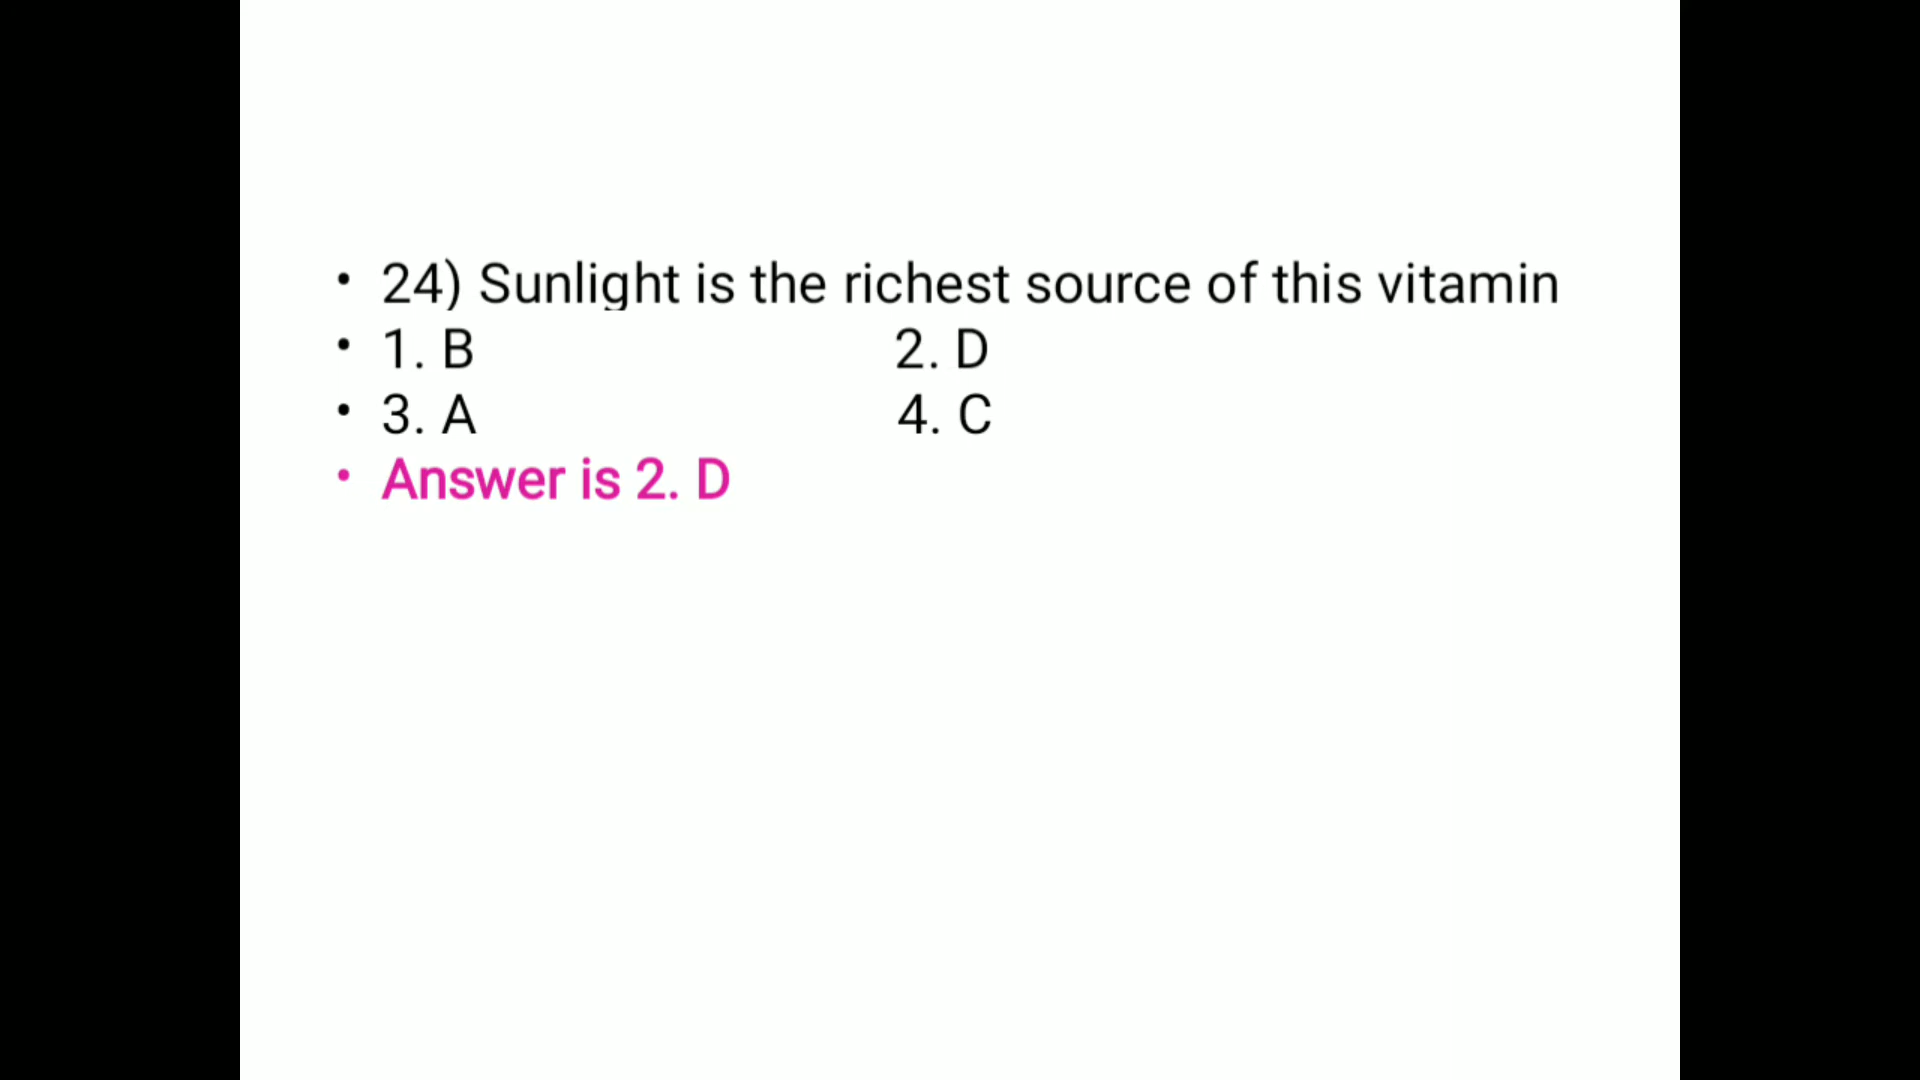 • 24) Sunlight is the richest source of this vitamin
• 1. B 2. D
• 3. A 4. C
• Answer is 2. D